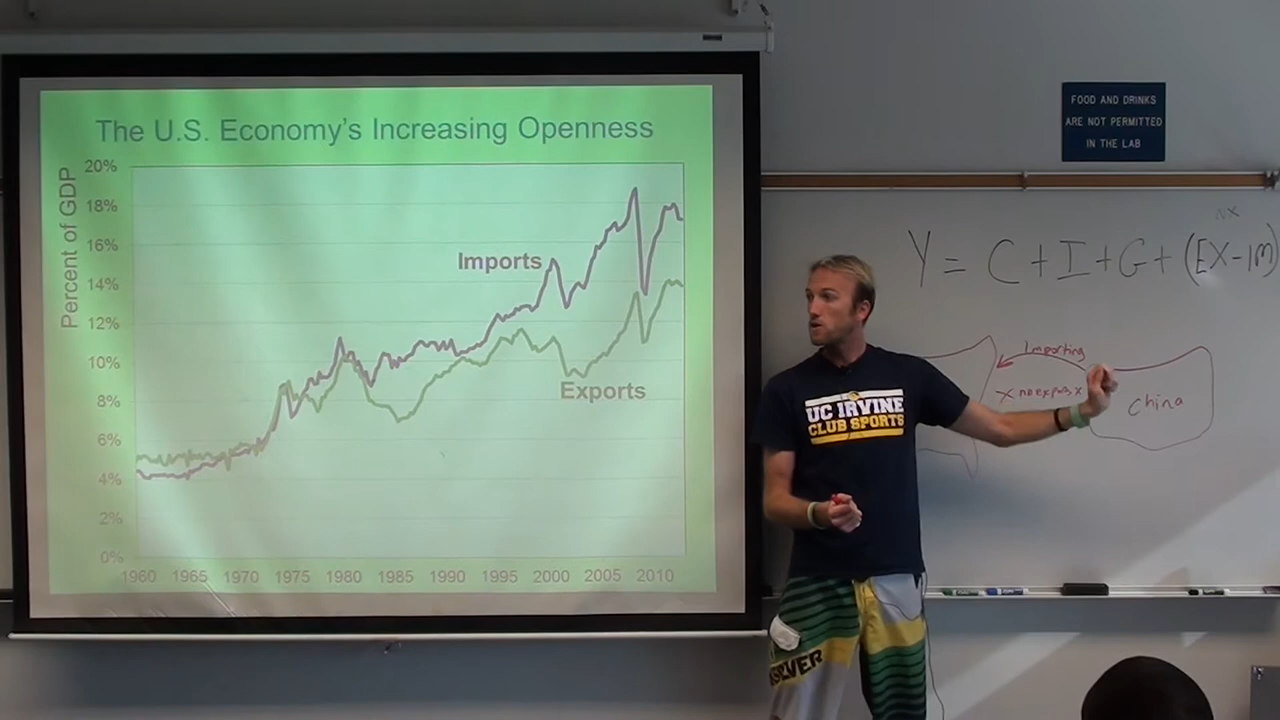 The U.S. Economy's Increasing Openness
Percent of GDP
20%
18%
16%
14%
12%
10%
8%
6%
4%
2%
0%
Imports
Exports
1960 1965 1970 1975 1980 1985 1990 1995 2000 2005 2010
FOOD AND DRINKS
ARE NOT PERMITTED
IN THE LAB
NX
Y = C + I + G + (EX - IM)
Importing
China
UC IRVINE
CLUB SPORTS